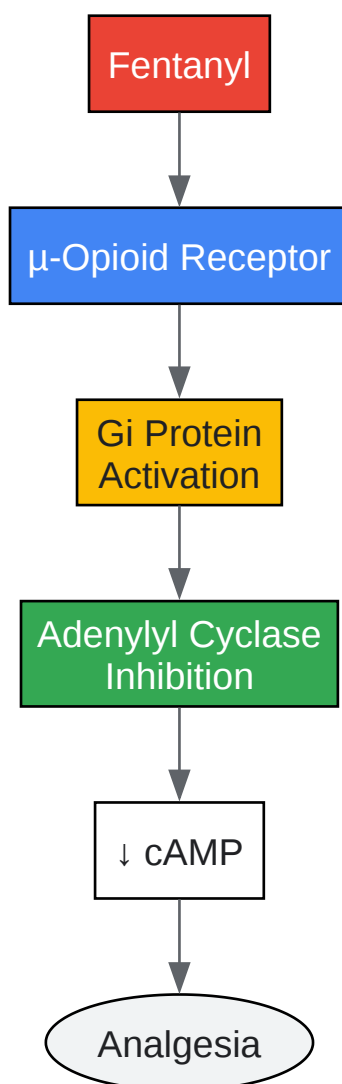 Fentanyl
µ-Opioid Receptor
Gi Protein
Activation
Adenylyl Cyclase
Inhibition
↓ cAMP
Analgesia